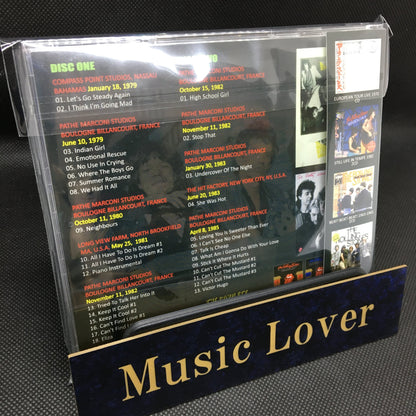 DISC ONE
COMPASS POINT STUDIOS, NASSAU
BAHAMAS January 18, 1979
01. Let's Go Steady Again
02. I Think I'm Going Mad
PATHE MARCONI STUDIOS
BOULOGNE BILLANCOURT, FRANCE
June 10, 1979
03. Indian Girl
04. Emotional Rescue
05. No Use In Crying
06. Where The Boys Go
07. Summer Romance
08. We Had It All
PATHE MARCONI STUDIOS
BOULOGNE BILLANCOURT, FRANCE
October 11, 1980
09. Neighbours
LONG VIEW FARM, NORTH BROOKFIELD
MA, U.S.A. May 25, 1981
10. All I Have To Do Is Dream #1
11. All I Have To Do Is Dream #2
12. Piano Instrumental
PATHE MARCONI STUDIOS
BOULOGNE BILLANCOURT, FRANCE
November 11, 1982
13. Tried To Talk Her Into It
14. Keep It Cool #1
15. Keep It Cool #2
16. Can't Find Love #1
17. Can't Find
18. Eliza
October 15, 1982
01. High School Girl
PATHE MARCONI STUDIOS
BOULOGNE BILLANCOURT, FRANCE
November 11, 1982
02. Stop That
PATHE MARCONI STUDIOS
BOULOGNE BILLANCOURT, FRANCE
January 30, 1983
03. Undercover Of The Night
THE HIT FACTORY, NEW YORK CITY, U.S.A.
June 20, 1983
04. She Was Hot
PATHE MARCONI STUDIOS
BOULOGNE BILLANCOURT, FRANCE
April 8, 1985
05. Loving You Is Sweeter Than Ever
06. I Can't See No One Else
07. Talk Is Cheap
08. What Am I Gonna Do With Your Love
09. Stick It Where It Hurts
10. Can't Cut The Mustard #1
11. Can't Cut The Mustard #2
12. Can't Cut The Mustard #3
13. Victor Hugo
EUROPEAN TOUR LIVE 1970
STILL LIFE IN TEMPE 1981
Music Lover